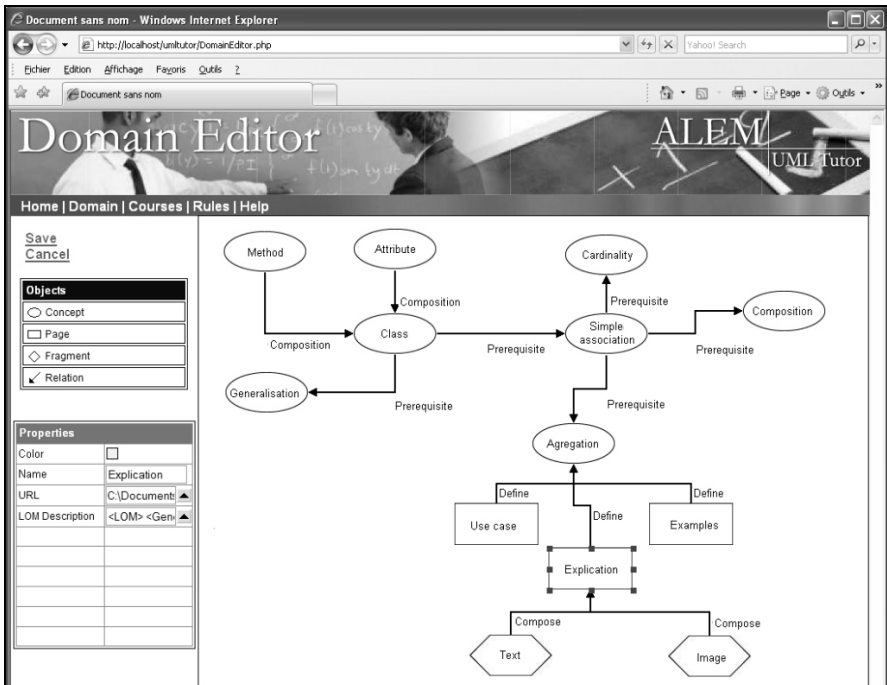 Document sans nom - Windows Internet Explorer
http://localhost/umltutor/DomainEditor.php
Yahoo! Search
Fichier Edition Affichage Favoris Outils ?
Document sans nom
Page Outils
Domain Editor
ALEM
UML Tutor
Home | Domain | Courses | Rules | Help
Save
Cancel
Objects
Concept
Page
Fragment
Relation
Properties
Color
Name Explication
URL C:\Documents
LOM Description <LOM> <Gen
Method
Attribute
Cardinality
Composition
Prerequisite
Composition
Class
Simple
association
Composition
Prerequisite
Prerequisite
Generalisation
Prerequisite
Prerequisite
Agregation
Define
Define
Use case
Define
Examples
Explication
Compose
Compose
Text
Image